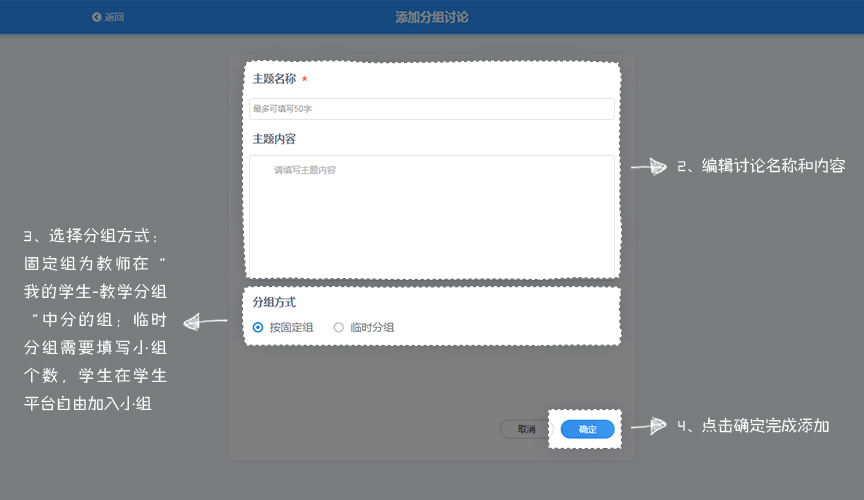 返回
添加分组讨论
主题名称 *
最多可填写50字
主题内容
请填写主题内容
2、编辑讨论名称和内容
3、选择分组方式：
固定组为教师在“
我的学生-教学分组
“中分的组；临时
分组需要填写小组
个数，学生在学生
平台自由加入小组
分组方式
按固定组
临时分组
取消
确定
4、点击确定完成添加